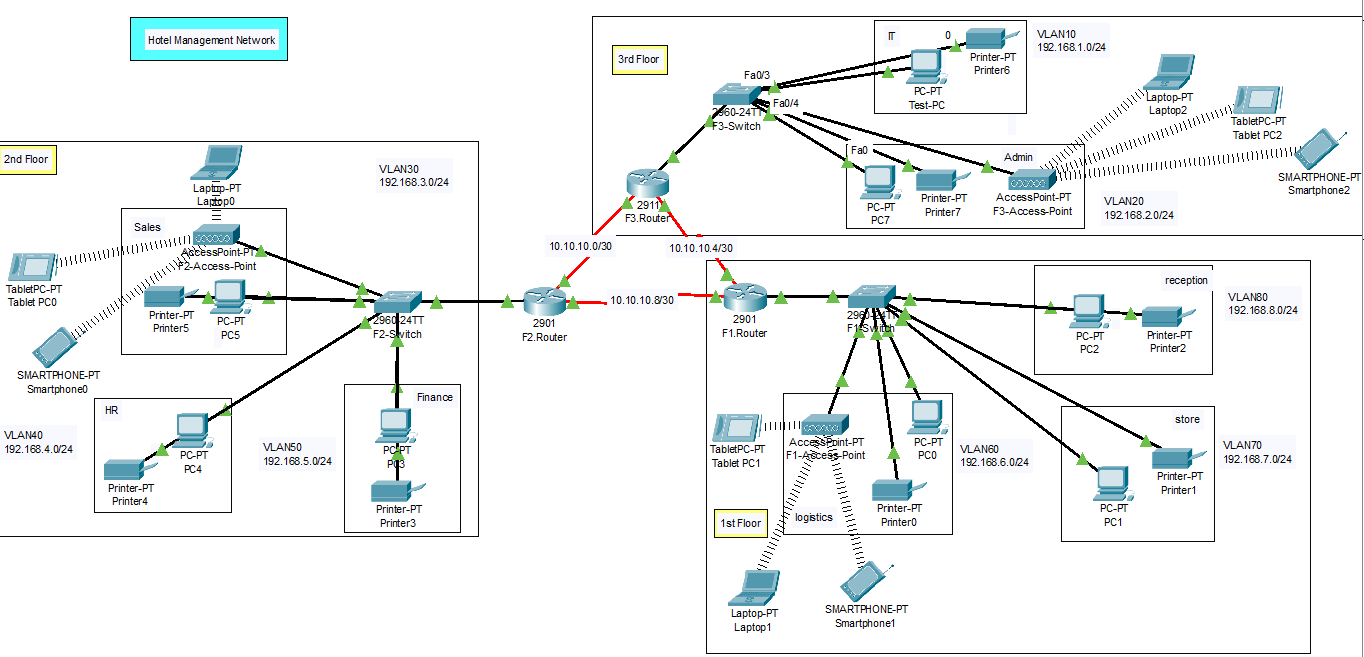 Hotel Management Network
3rd Floor
IT
0
Printer-PT
Printer6
PC-PT
Test-PC
VLAN10
192.168.1.0/24
Fa0/3
Fa0/4
2960-24TT
F3-Switch
Laptop-PT
Laptop2
TabletPC-PT
Tablet PC2
SMARTPHONE-PT
Smartphone2
Fa0
Admin
PC-PT
PC7
Printer-PT
Printer7
AccessPoint-PT
F3-Access-Point
VLAN20
192.168.2.0/24
2911
F3.Router
10.10.10.0/30
10.10.10.4/30
10.10.10.8/30
2nd Floor
VLAN30
192.168.3.0/24
Laptop-PT
Laptop0
Sales
AccessPoint-PT
F2-Access-Point
TabletPC-PT
Tablet PC0
Printer-PT
Printer5
PC-PT
PC5
SMARTPHONE-PT
Smartphone0
2960-24TT
F2-Switch
2901
F2.Router
HR
VLAN40
192.168.4.0/24
PC-PT
PC4
Printer-PT
Printer4
VLAN50
192.168.5.0/24
Finance
PC-PT
PC3
Printer-PT
Printer3
2901
F1.Router
2960-24TT
F1-Switch
reception
PC-PT
PC2
Printer-PT
Printer2
VLAN80
192.168.8.0/24
TabletPC-PT
Tablet PC1
AccessPoint-PT
F1-Access-Point
PC-PT
PC0
VLAN60
192.168.6.0/24
Printer-PT
Printer0
logistics
1st Floor
store
Printer-PT
Printer1
PC-PT
PC1
VLAN70
192.168.7.0/24
Laptop-PT
Laptop1
SMARTPHONE-PT
Smartphone1